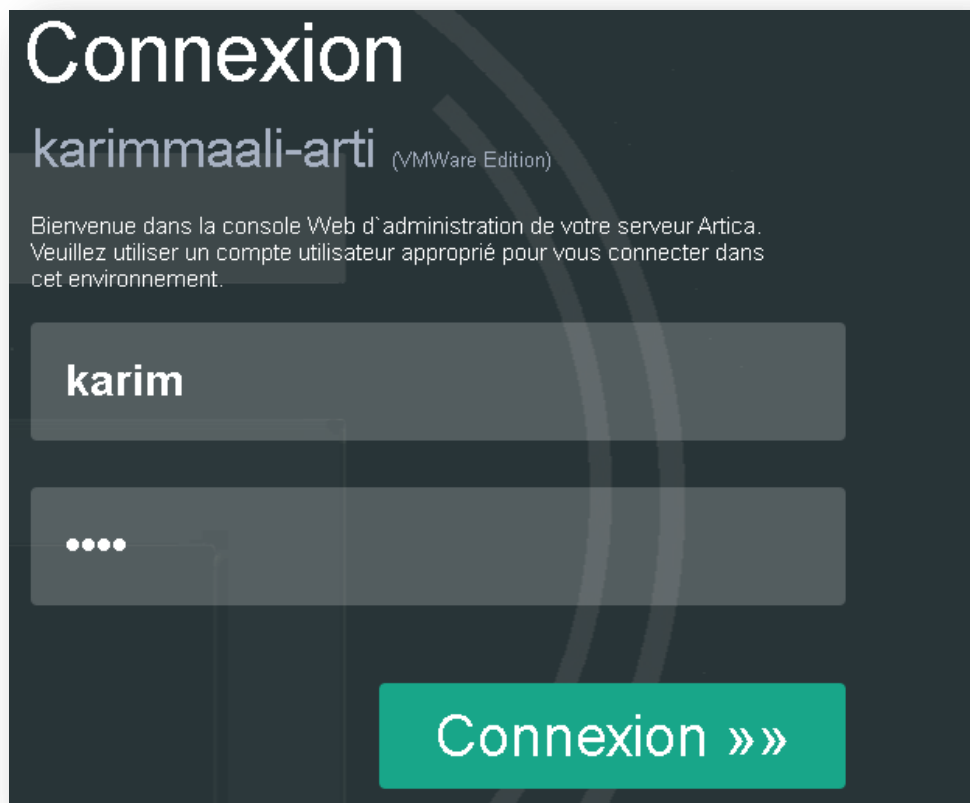 Connexion
karimmaali-arti (VMWare Edition)
Bienvenue dans la console Web d`administration de votre serveur Artica.
Veuillez utiliser un compte utilisateur approprié pour vous connecter dans
cet environnement.
karim
••••
Connexion »»